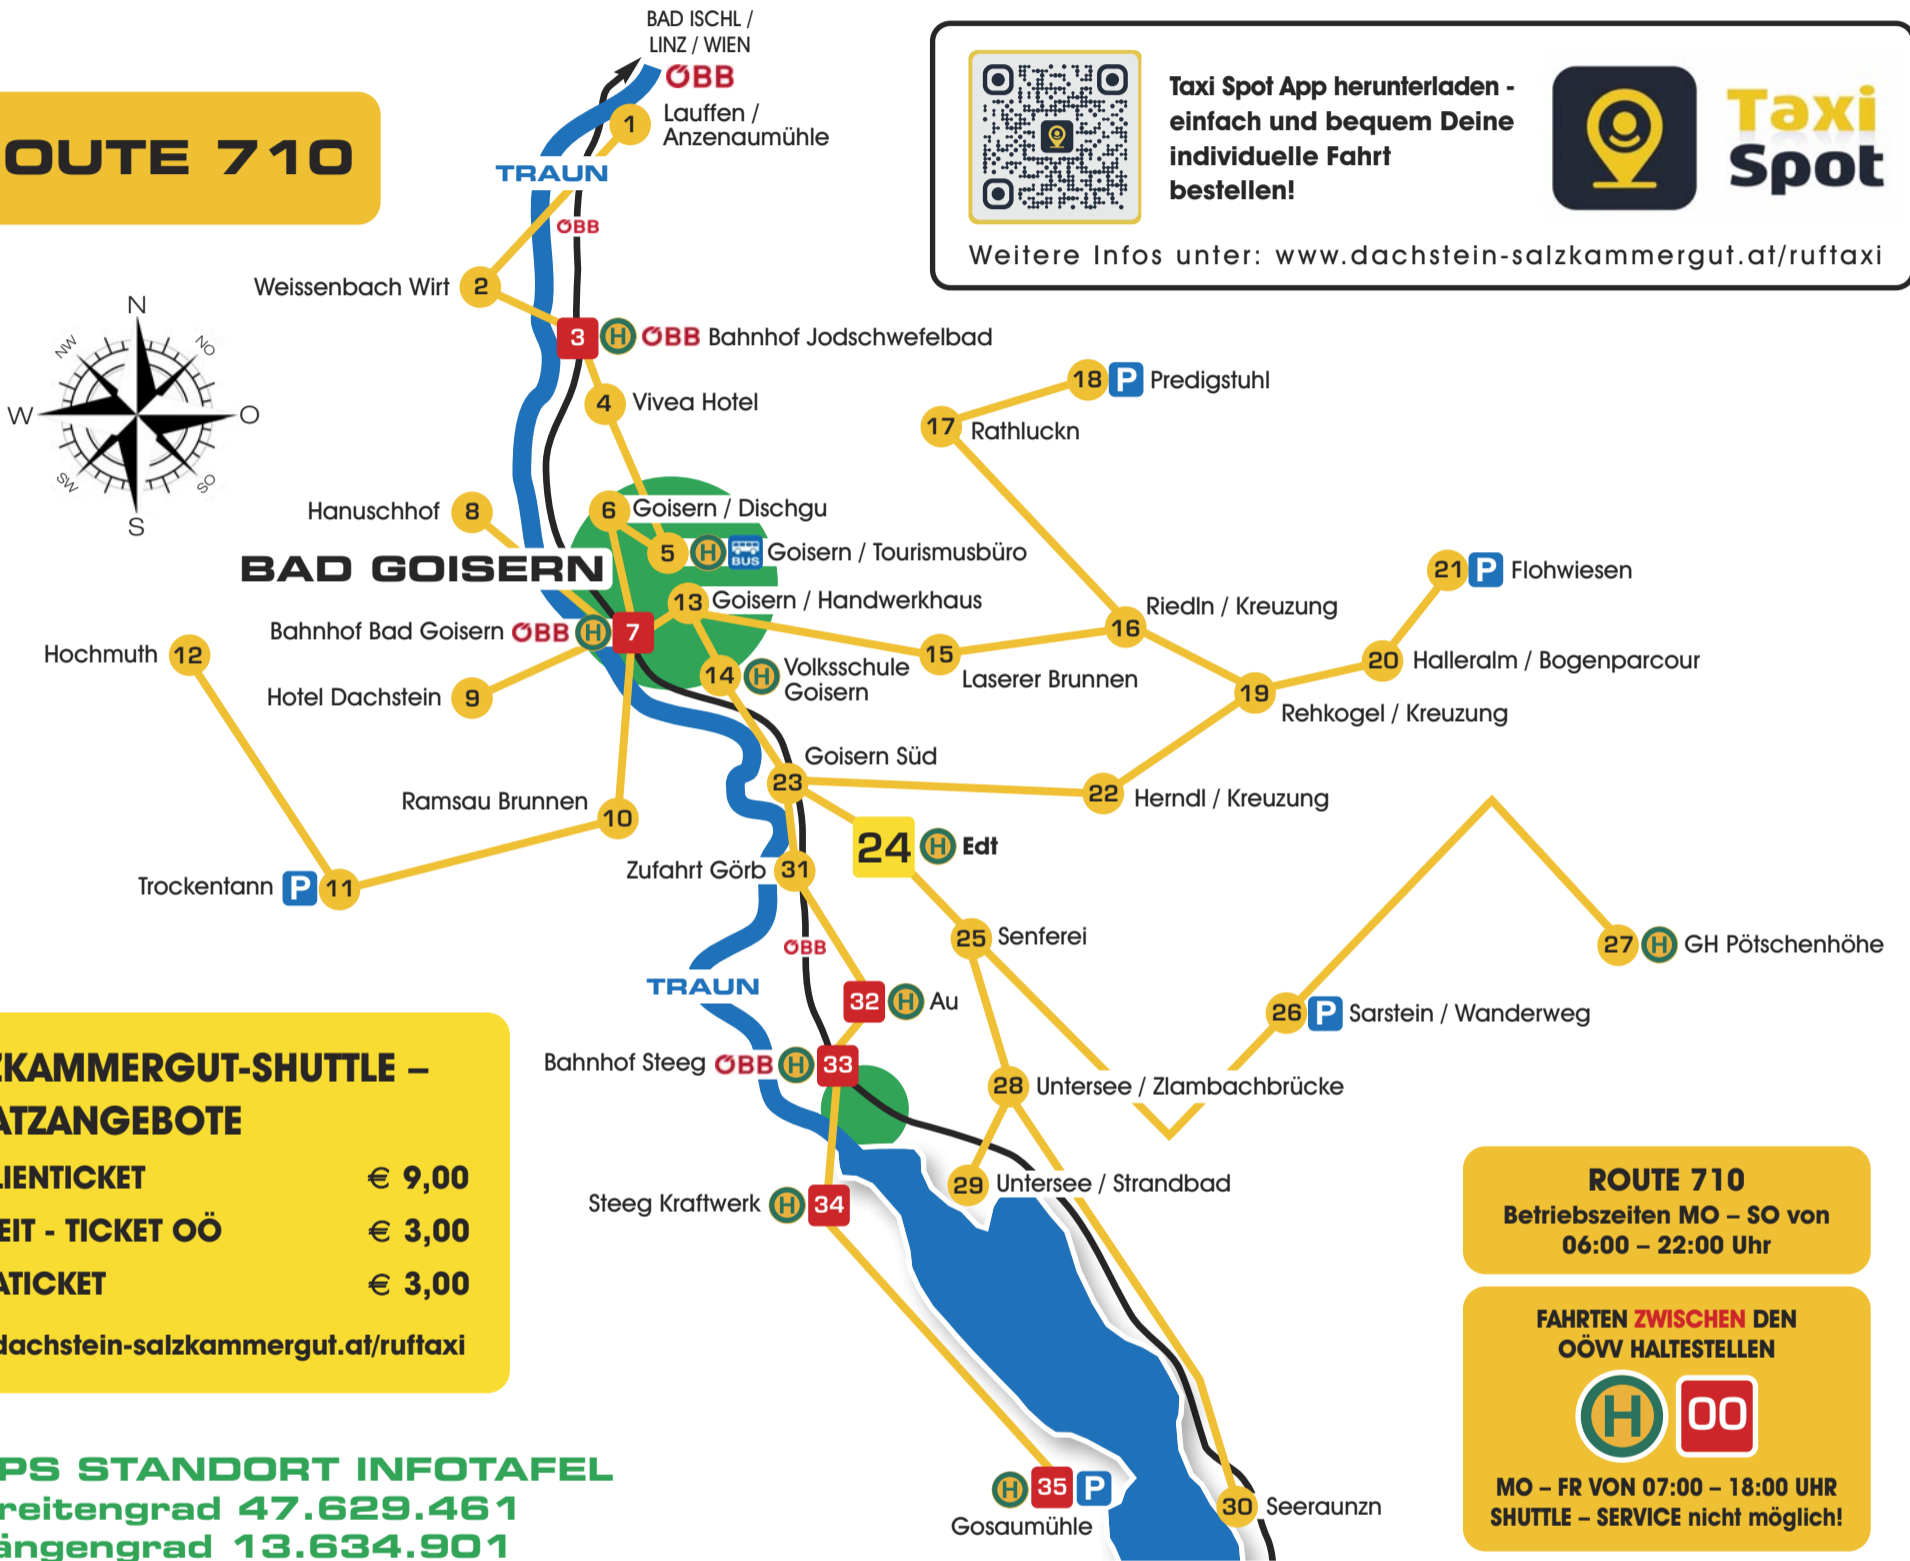 BAD ISCHL /
LINZ / WIEN
ÖBB
1
Lauffen /
Anzenaumühle
OUTE 710
TRAUN
ÖBB
Taxi Spot App herunterladen -
einfach und bequem Deine
individuelle Fahrt
bestellen!
Taxi
Spot
Weitere Infos unter: www.dachstein-salzkammergut.at/ruftaxi
Weissenbach Wirt 2
N
NW
NO
W
O
SW
SO
S
3 H ÖBB Bahnhof Jodschwefelbad
4 Vivea Hotel
18 P Predigstuhl
17 Rathluckn
Hanuschhof 8
6 Goisern / Dischgu
5 H BUS Goisern / Tourismusbüro
BAD GOISERN
21 P Flohwiesen
13 Goisern / Handwerkhaus
16 Riedln / Kreuzung
Bahnhof Bad Goisern ÖBB H 7
Hochmuth 12
15 Laserer Brunnen
20 Halleralm / Bogenparcour
14 H Volksschule
Goisern
Hotel Dachstein 9
19 Rehkogel / Kreuzung
Goisern Süd
23
22 Herndl / Kreuzung
Ramsau Brunnen 10
24 H Edt
Zufahrt Görb 31
Trockentann P 11
25 Senferei
ÖBB
27 H GH Pötschenhöhe
TRAUN
32 H Au
26 P Sarstein / Wanderweg
Bahnhof Steeg ÖBB H 33
28 Untersee / Zlambachbrücke
29 Untersee / Strandbad
Steeg Kraftwerk H 34
H 35 P
Gosaumühle
30 Seeraunzn
ZKAMMERGUT-SHUTTLE –
ATZANGEBOTE
LIENTICKET € 9,00
EIT - TICKET OÖ € 3,00
ATICKET € 3,00
dachstein-salzkammergut.at/ruftaxi
PS STANDORT INFOTAFEL
reitengrad 47.629.461
ängengrad 13.634.901
ROUTE 710
Betriebszeiten MO – SO von
06:00 – 22:00 Uhr
FAHRTEN ZWISCHEN DEN
OÖVV HALTESTELLEN
H 00
MO – FR VON 07:00 – 18:00 UHR
SHUTTLE – SERVICE nicht möglich!